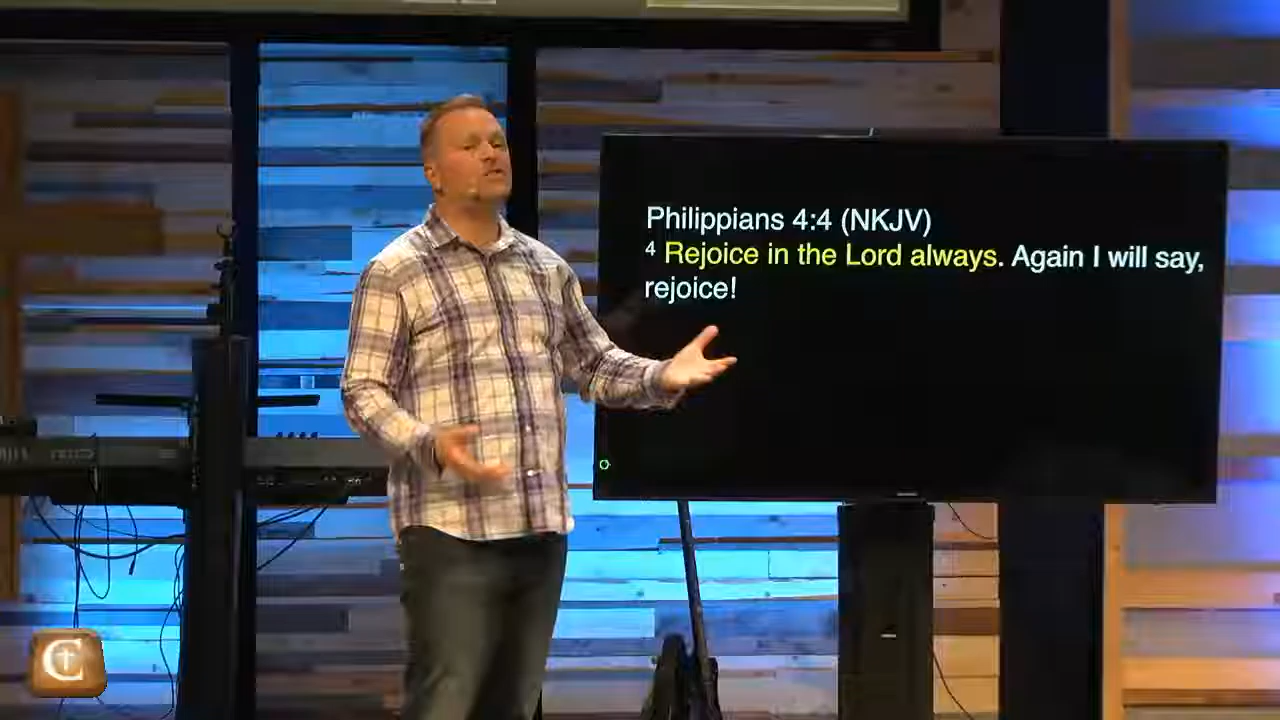 Philippians 4:4 (NKJV)
⁴ Rejoice in the Lord always. Again I will say,
rejoice!
C